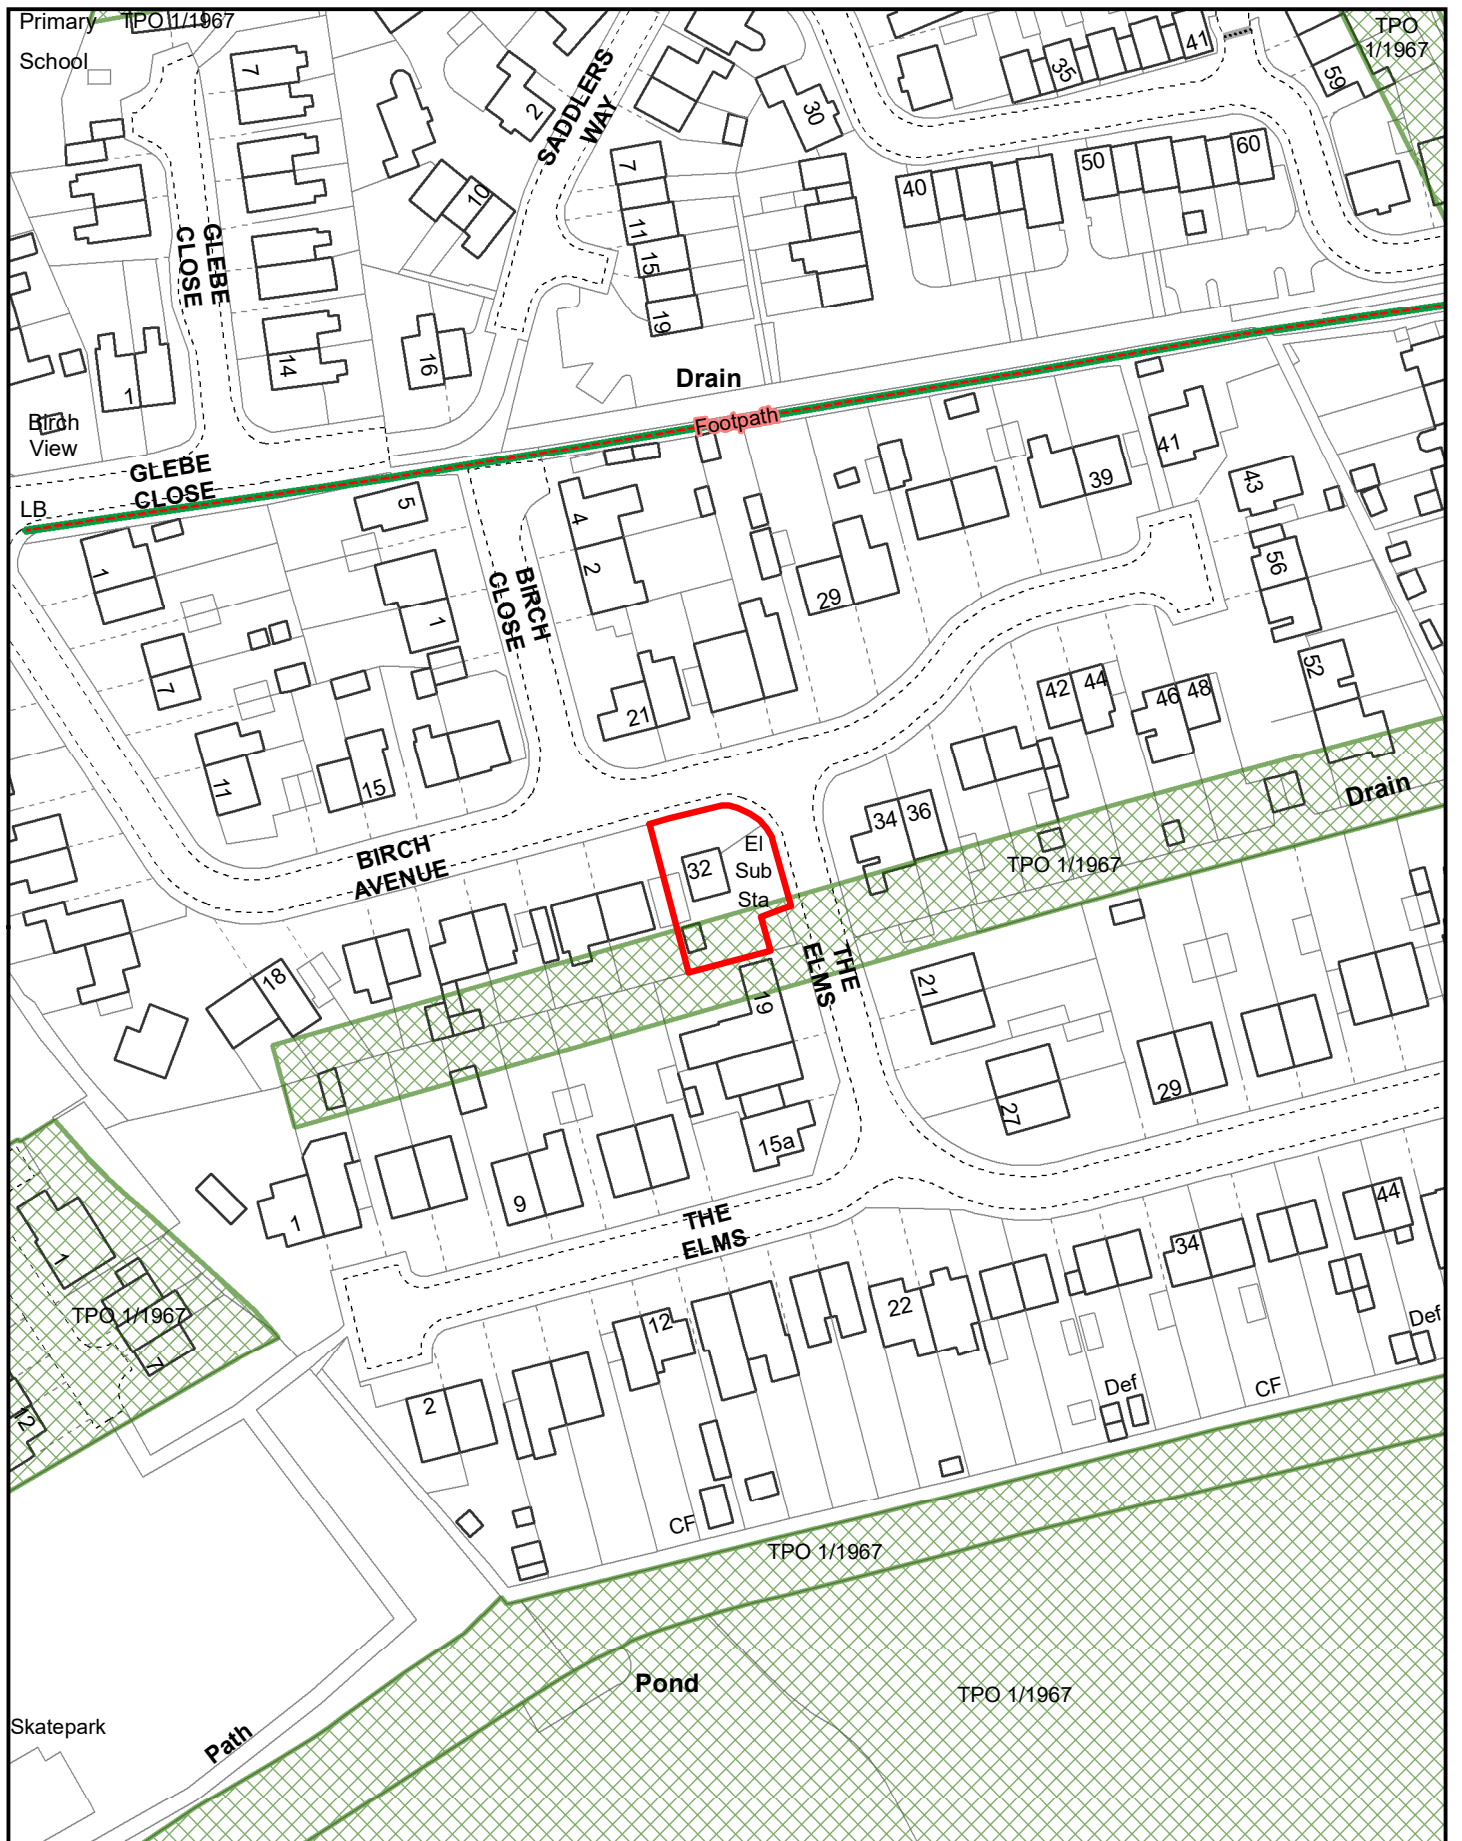 Primary
School
TPO 1/1967
TPO
1/1967
7
2
SADDLERS
WAY
30
35
41
59
10
7
11
15
19
40
50
60
GLEBE
CLOSE
1
14
16
Drain
Footpath
Birch
View
GLEBE
CLOSE
LB
5
4
2
39
41
43
56
52
1
1
7
BIRCH
CLOSE
29
21
11
15
42
44
46
48
34
36
Drain
BIRCH
AVENUE
32
El
Sub
Sta
TPO 1/1967
THE
ELMS
18
19
21
27
29
15a
1
9
THE
ELMS
1
7
12
TPO 1/1967
2
12
22
34
44
Def
Def
CF
CF
TPO 1/1967
Pond
TPO 1/1967
Skatepark
Path